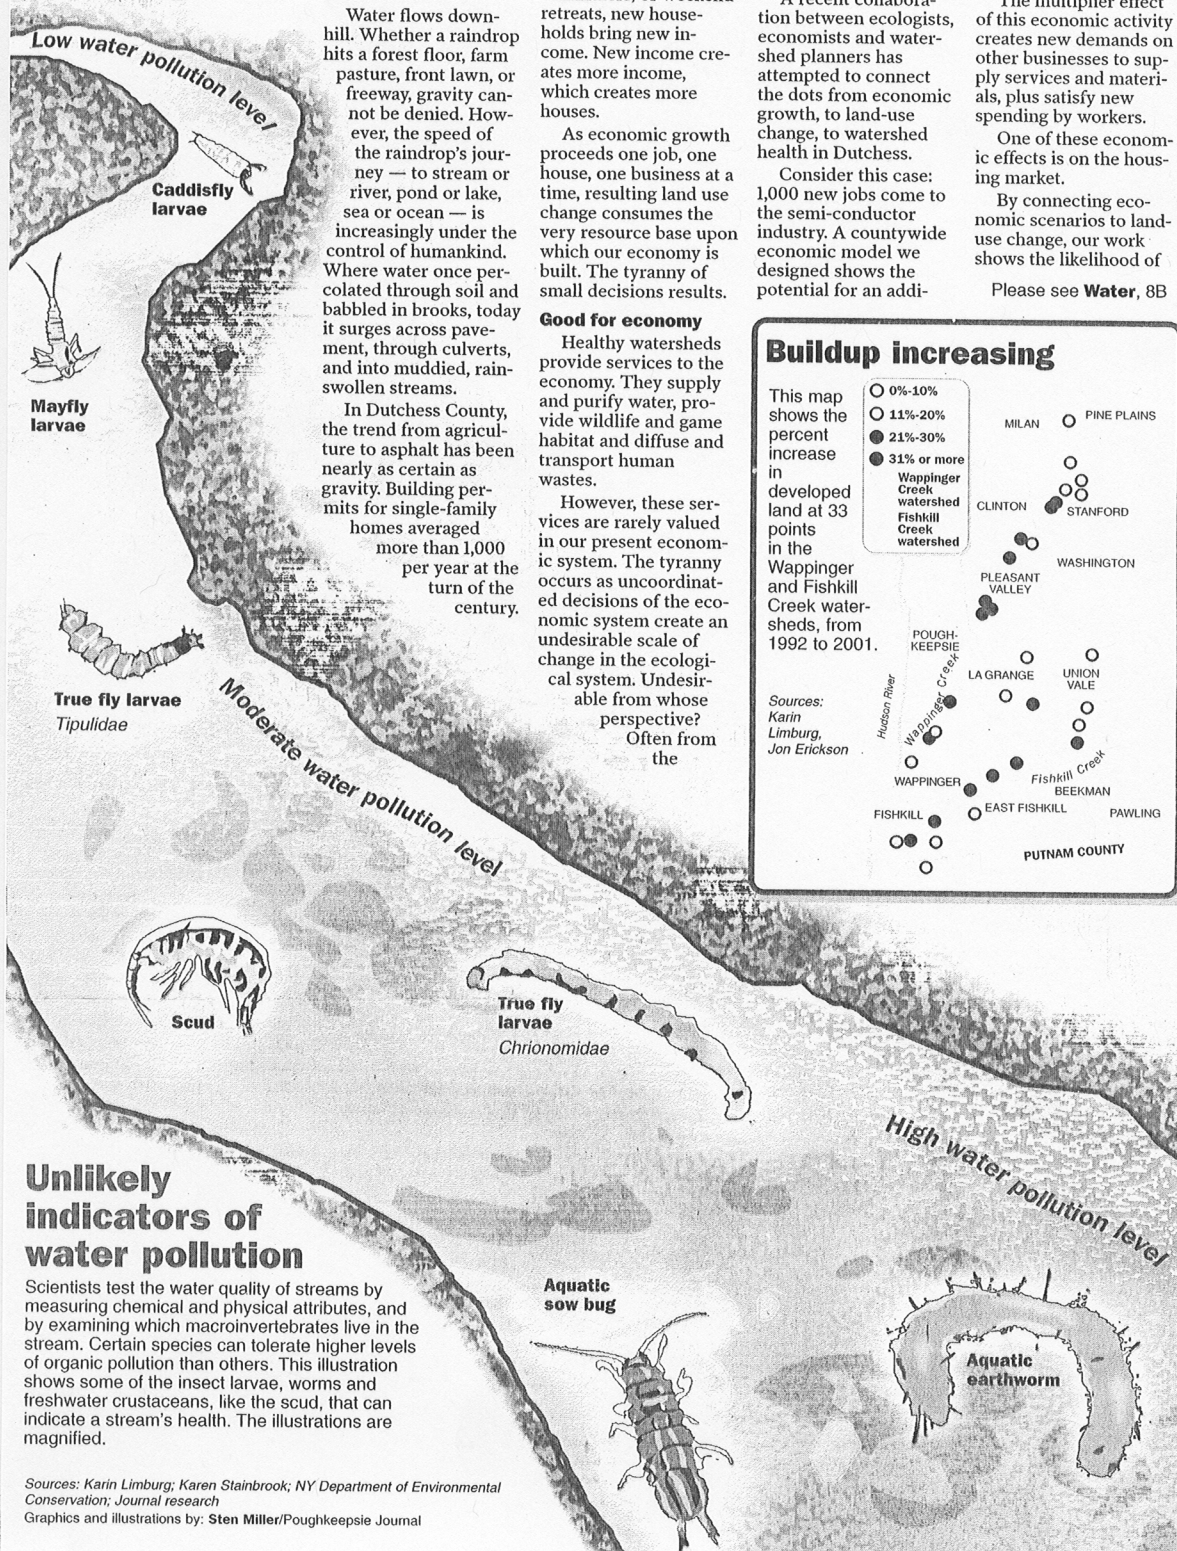 Low water pollution level
Caddisfly
larvae
Mayfly
larvae
True fly larvae
Tipulidae
Moderate water pollution level
Scud
True fly
larvae
Chrionomidae
High water pollution level
Aquatic
sow bug
Aquatic
earthworm
Water flows down-
hill. Whether a raindrop
hits a forest floor, farm
pasture, front lawn, or
freeway, gravity can-
not be denied. How-
ever, the speed of
the raindrop's jour-
ney — to stream or
river, pond or lake,
sea or ocean — is
increasingly under the
control of humankind.
Where water once per-
colated through soil and
babbled in brooks, today
it surges across pave-
ment, through culverts,
and into muddied, rain-
swollen streams.
In Dutchess County,
the trend from agricul-
ture to asphalt has been
nearly as certain as
gravity. Building per-
mits for single-family
homes averaged
more than 1,000
per year at the
turn of the
century.
retreats, new house-
holds bring new in-
come. New income cre-
ates more income,
which creates more
houses.
As economic growth
proceeds one job, one
house, one business at a
time, resulting land use
change consumes the
very resource base upon
which our economy is
built. The tyranny of
small decisions results.
Good for economy
Healthy watersheds
provide services to the
economy. They supply
and purify water, pro-
vide wildlife and game
habitat and diffuse and
transport human
wastes.
However, these ser-
vices are rarely valued
in our present econom-
ic system. The tyranny
occurs as uncoordinat-
ed decisions of the eco-
nomic system create an
undesirable scale of
change in the ecologi-
cal system. Undesir-
able from whose
perspective?
Often from
the
A recent collabora-
tion between ecologists,
economists and water-
shed planners has
attempted to connect
the dots from economic
growth, to land-use
change, to watershed
health in Dutchess.
Consider this case:
1,000 new jobs come to
the semi-conductor
industry. A countywide
economic model we
designed shows the
potential for an addi-
The multiplier effect
of this economic activity
creates new demands on
other businesses to sup-
ply services and materi-
als, plus satisfy new
spending by workers.
One of these econom-
ic effects is on the hous-
ing market.
By connecting eco-
nomic scenarios to land-
use change, our work
shows the likelihood of
Please see Water, 8B
Buildup increasing
This map
shows the
percent
increase
in
developed
land at 33
points
in the
Wappinger
and Fishkill
Creek water-
sheds, from
1992 to 2001.
Sources:
Karin
Limburg,
Jon Erickson
0%-10%
11%-20%
21%-30%
31% or more
Wappinger
Creek
watershed
Fishkill
Creek
watershed
MILAN
PINE PLAINS
CLINTON
STANFORD
WASHINGTON
PLEASANT
VALLEY
POUGH-
KEEPSIE
LA GRANGE
UNION
VALE
Hudson River
Wappinger Creek
WAPPINGER
Fishkill Creek
BEEKMAN
FISHKILL
EAST FISHKILL
PAWLING
PUTNAM COUNTY
Unlikely
indicators of
water pollution
Scientists test the water quality of streams by
measuring chemical and physical attributes, and
by examining which macroinvertebrates live in the
stream. Certain species can tolerate higher levels
of organic pollution than others. This illustration
shows some of the insect larvae, worms and
freshwater crustaceans, like the scud, that can
indicate a stream's health. The illustrations are
magnified.
Sources: Karin Limburg; Karen Stainbrook; NY Department of Environmental
Conservation; Journal research
Graphics and illustrations by: Sten Miller/Poughkeepsie Journal